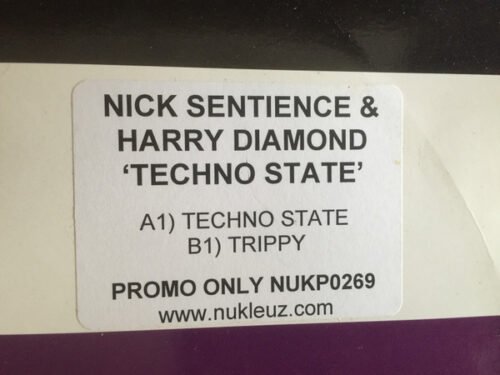 NICK SENTIENCE &
HARRY DIAMOND
‘TECHNO STATE’
A1) TECHNO STATE
B1) TRIPPY
PROMO ONLY NUKP0269
www.nukleuz.com